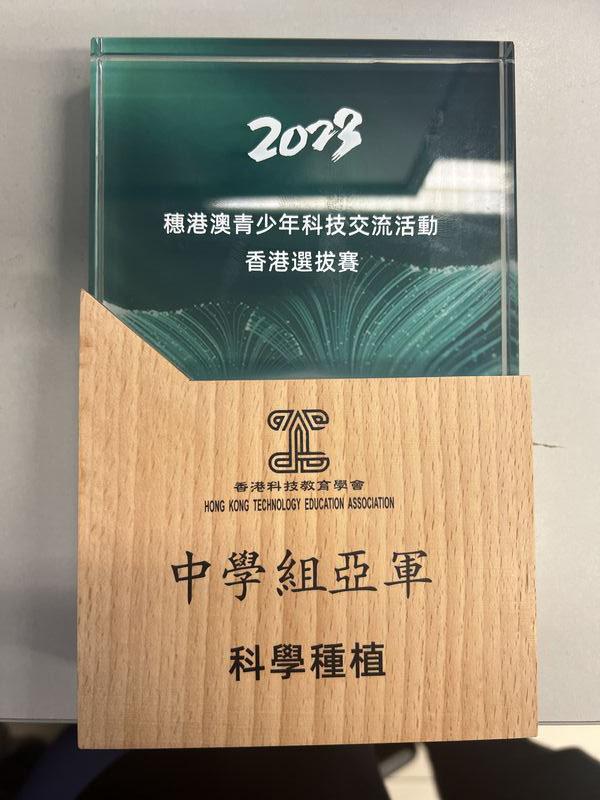 2023
穗港澳青少年科技交流活動
香港選拔賽
香港科技教育學會
HONG KONG TECHNOLOGY EDUCATION ASSOCIATION
中學組亞軍
科學種植